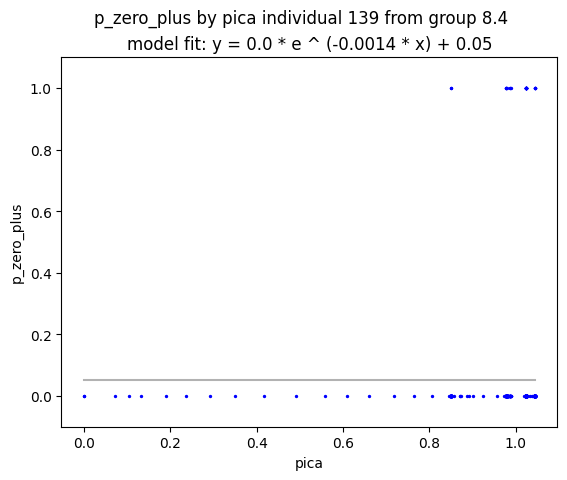 p_zero_plus by pica individual 139 from group 8.4
model fit: y = 0.0 * e ^ (-0.0014 * x) + 0.05
1.0
0.8
0.6
0.4
0.2
0.0
p_zero_plus
0.0 0.2 0.4 0.6 0.8 1.0
pica